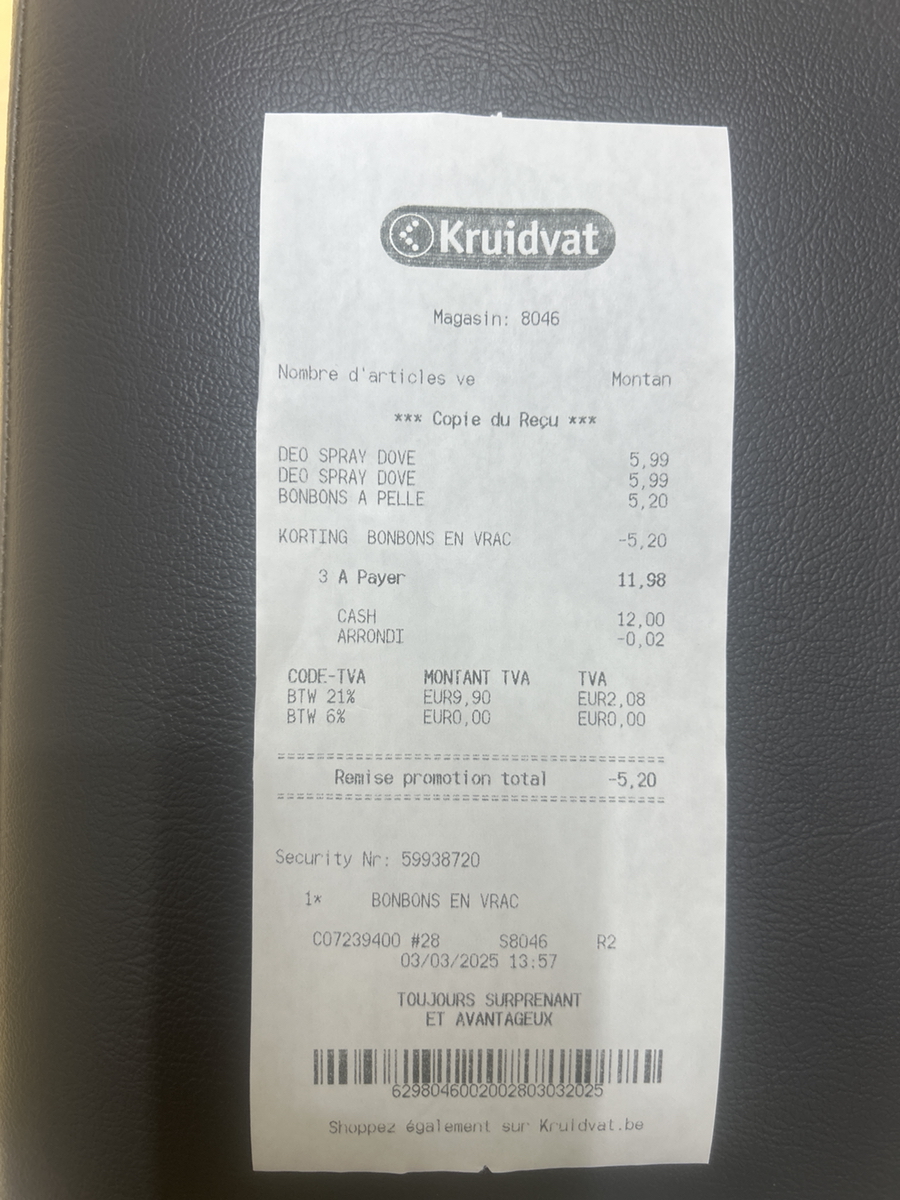 Kruidvat
Magasin: 8046
Nombre d'articles ve Montan
*** Copie du Reçu ***
DEO SPRAY DOVE 5,99
DEO SPRAY DOVE 5,99
BONBONS A PELLE 5,20
KORTING BONBONS EN VRAC -5,20
3 A Payer 11,98
CASH 12,00
ARRONDI -0,02
CODE-TVA MONTANT TVA TVA
BTW 21% EUR9,90 EUR2,08
BTW 6% EUR0,00 EUR0,00
========================================
Remise promotion total -5,20
========================================
Security Nr: 59938720
1* BONBONS EN VRAC
C07239400 #28 S8046 R2
03/03/2025 13:57
TOUJOURS SURPRENANT
ET AVANTAGEUX
6298046002002803032025
Shoppez également sur Kruidvat.be